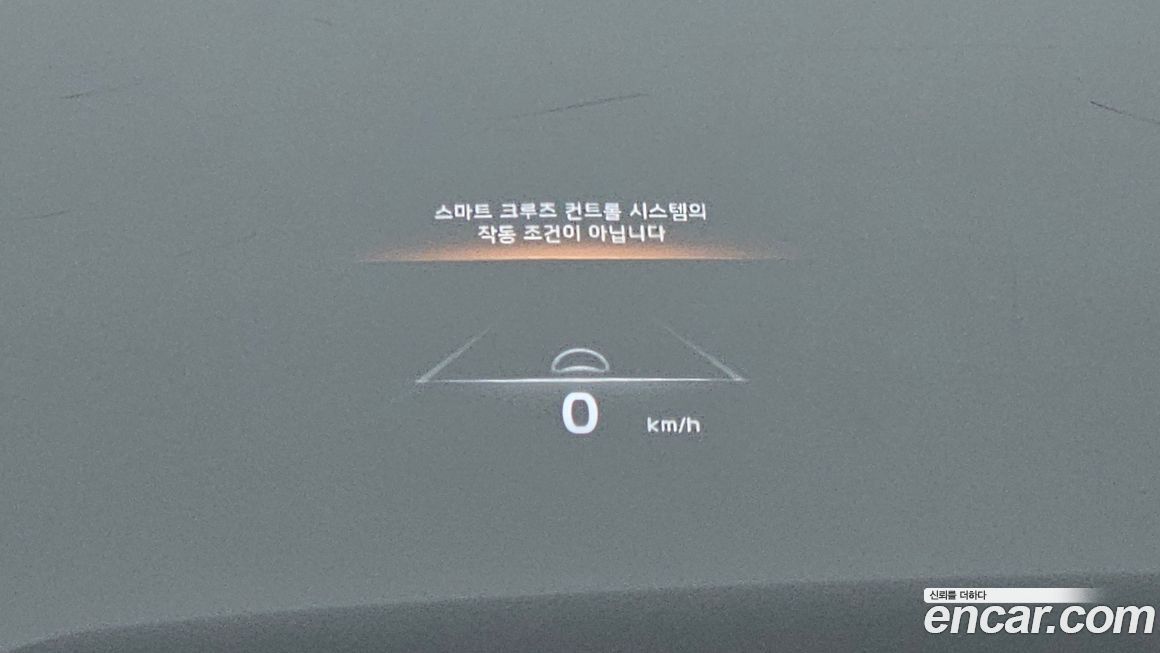 스마트 크루즈 컨트롤 시스템의
작동 조건이 아닙니다
0 km/h
신뢰를 더하다
encar.com